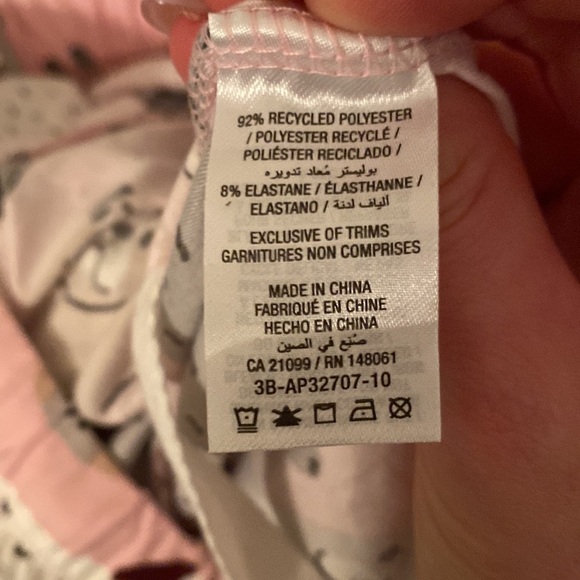 92% RECYCLED POLYESTER
/ POLYESTER RECYCLÉ /
POLIÉSTER RECICLADO /
بوليستر مُعاد تدويره
8% ELASTANE / ÉLASTHANNE /
ELASTANO / ألياف لدنة
EXCLUSIVE OF TRIMS
GARNITURES NON COMPRISES
MADE IN CHINA
FABRIQUÉ EN CHINE
HECHO EN CHINA
صُنِع في الصين
CA 21099 / RN 148061
3B-AP32707-10